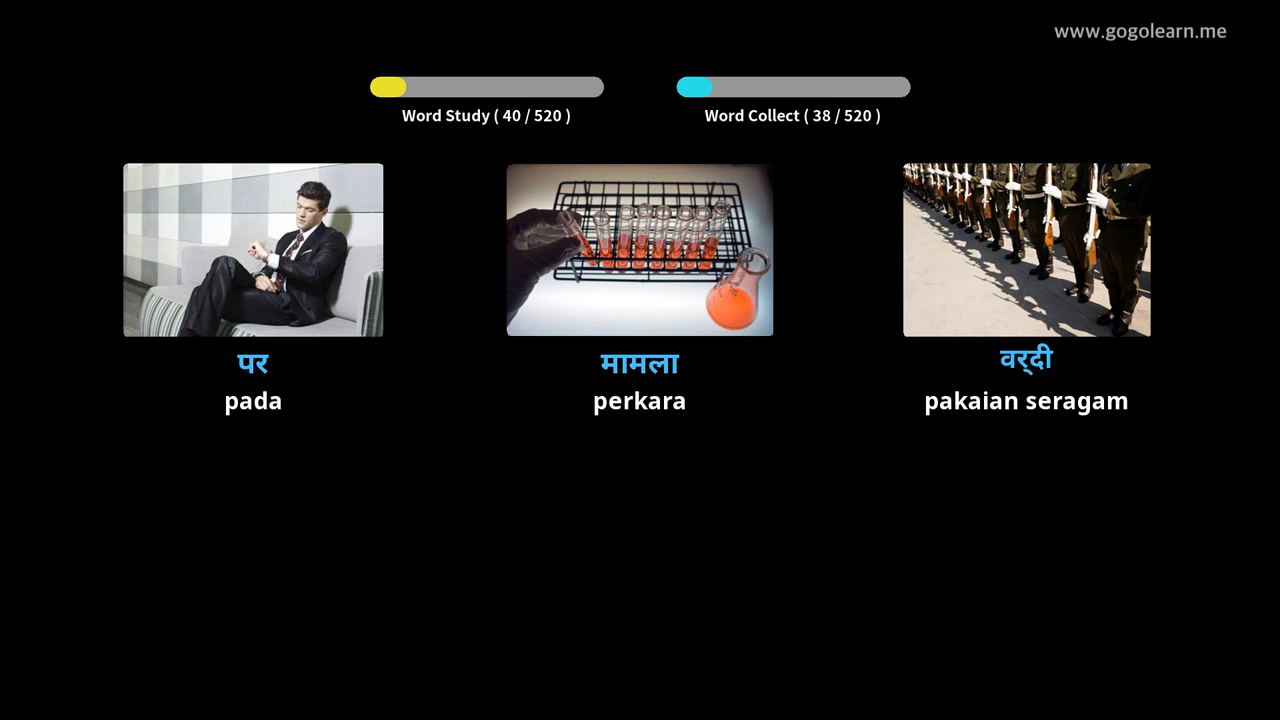 www.gogolearn.me
Word Study ( 40 / 520 )
Word Collect ( 38 / 520 )
पर
मामला
वर्‌दी
pada
perkara
pakaian seragam